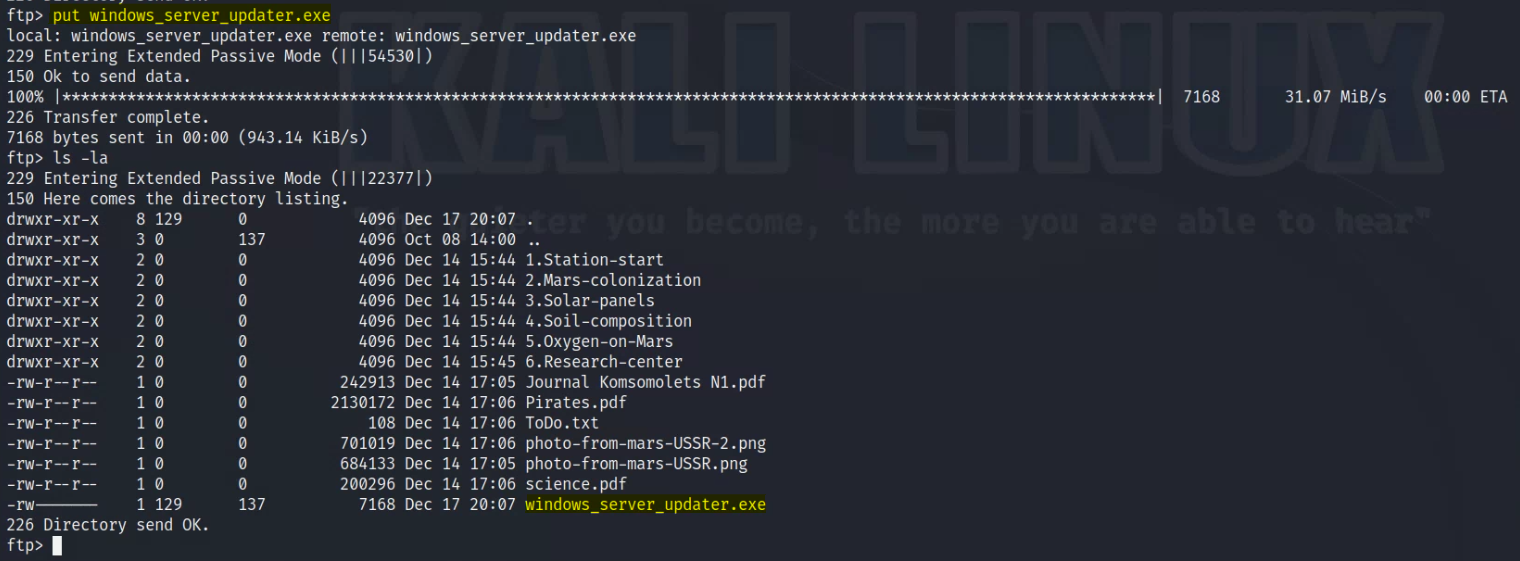 ftp> put windows_server_updater.exe
local: windows_server_updater.exe remote: windows_server_updater.exe
229 Entering Extended Passive Mode (|||54530|)
150 Ok to send data.
100% |***********************************************************************************************************************| 7168 31.07 MiB/s 00:00 ETA
226 Transfer complete.
7168 bytes sent in 00:00 (943.14 KiB/s)
ftp> ls -la
229 Entering Extended Passive Mode (|||22377|)
150 Here comes the directory listing.
drwxr-xr-x 8 129 0 4096 Dec 17 20:07 .
drwxr-xr-x 3 0 137 4096 Oct 08 14:00 ..
drwxr-xr-x 2 0 0 4096 Dec 14 15:44 1.Station-start
drwxr-xr-x 2 0 0 4096 Dec 14 15:44 2.Mars-colonization
drwxr-xr-x 2 0 0 4096 Dec 14 15:44 3.Solar-panels
drwxr-xr-x 2 0 0 4096 Dec 14 15:44 4.Soil-composition
drwxr-xr-x 2 0 0 4096 Dec 14 15:44 5.Oxygen-on-Mars
drwxr-xr-x 2 0 0 4096 Dec 14 15:45 6.Research-center
-rw-r--r-- 1 0 0 242913 Dec 14 17:05 Journal Komsomolets N1.pdf
-rw-r--r-- 1 0 0 2130172 Dec 14 17:06 Pirates.pdf
-rw-r--r-- 1 0 0 108 Dec 14 17:06 ToDo.txt
-rw-r--r-- 1 0 0 701019 Dec 14 17:06 photo-from-mars-USSR-2.png
-rw-r--r-- 1 0 0 684133 Dec 14 17:05 photo-from-mars-USSR.png
-rw-r--r-- 1 0 0 200296 Dec 14 17:06 science.pdf
-rw------- 1 129 137 7168 Dec 17 20:07 windows_server_updater.exe
226 Directory send OK.
ftp>
KALI LINUX
you become, the more you are able to hear"